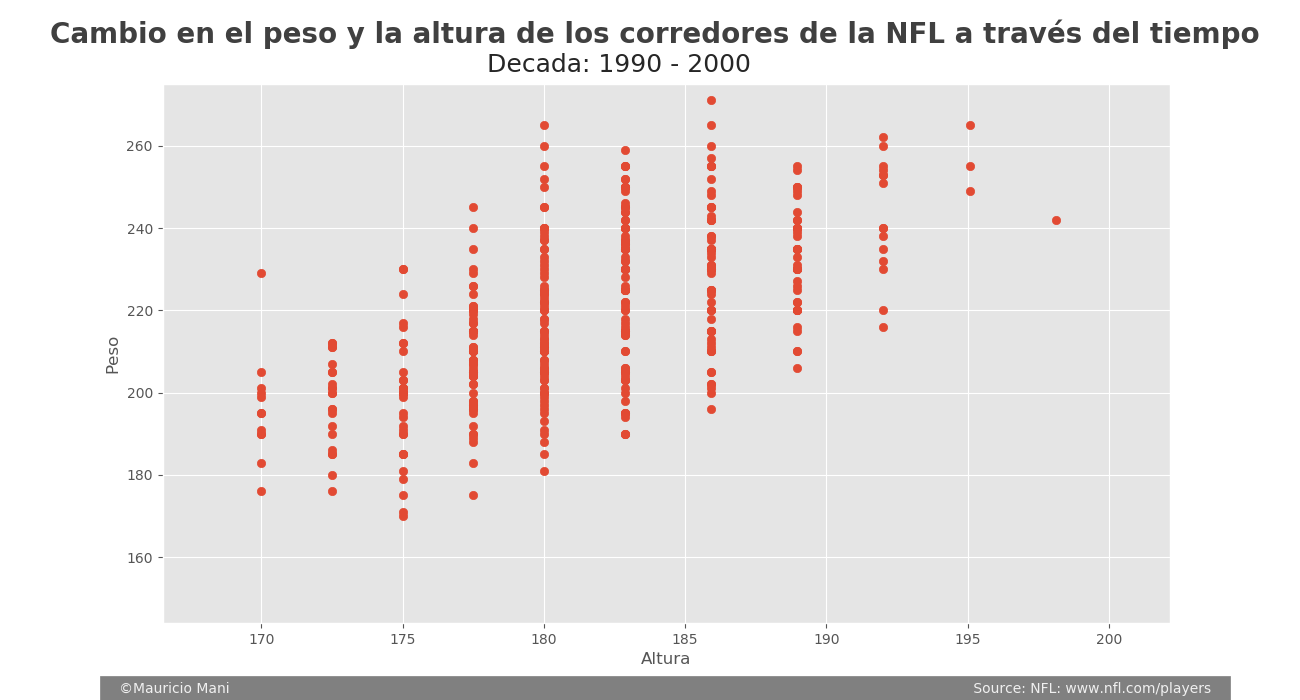 Cambio en el peso y la altura de los corredores de la NFL a través del tiempo
Decada: 1990 - 2000
260
240
220
200
180
160
Peso
170 175 180 185 190 195 200
Altura
©Mauricio Mani
Source: NFL: www.nfl.com/players